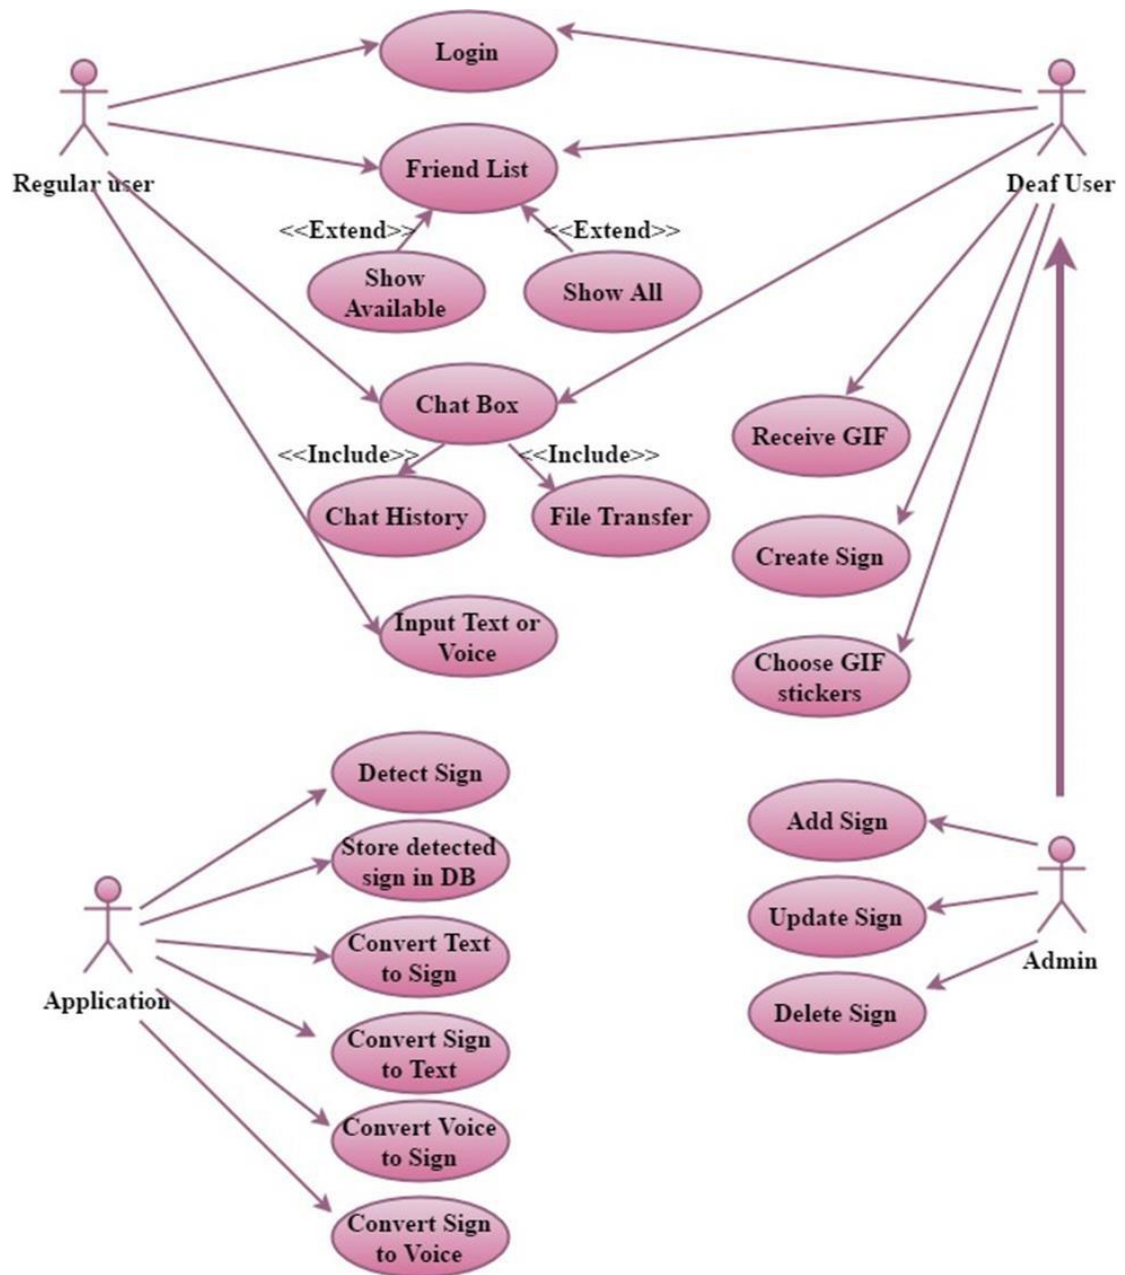 Login
Regular user
Friend List
Deaf User
<<Extend>>
<<Extend>>
Show
Available
Show All
Chat Box
Receive GIF
<<Include>>
<<Include>>
Chat History
File Transfer
Create Sign
Input Text or
Voice
Choose GIF
stickers
Detect Sign
Add Sign
Store detected
sign in DB
Update Sign
Convert Text
to Sign
Admin
Application
Delete Sign
Convert Sign
to Text
Convert Voice
to Sign
Convert Sign
to Voice